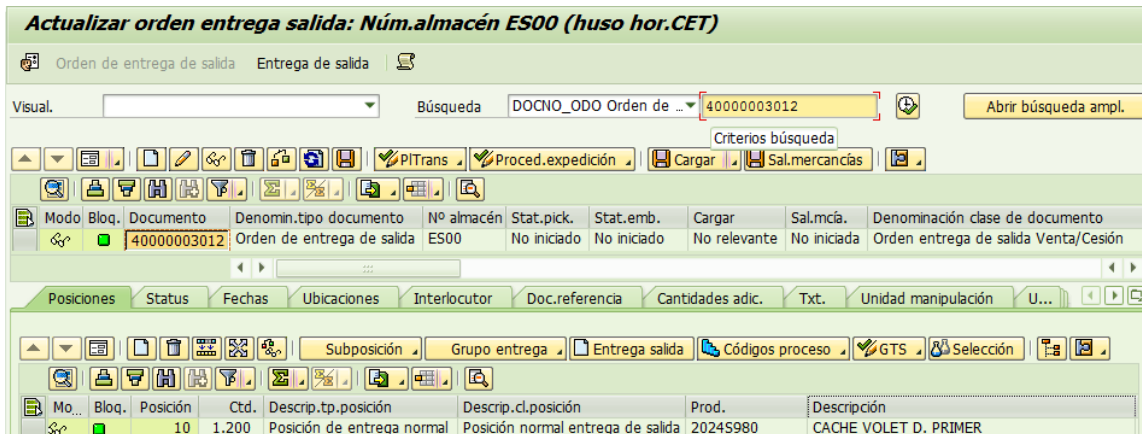 Actualizar orden entrega salida: Núm.almacén ES00 (huso hor.CET)
Orden de entrega de salida Entrega de salida
Visual. Búsqueda DOCNO_ODO Orden de ... 40000003012 Abrir búsqueda ampl.
Criterios búsqueda
PlTrans Proced.expedición Cargar Sal.mercancías
Modo Bloq. Documento Denomin.tipo documento Nº almacén Stat.pick. Stat.emb. Cargar Sal.mcía. Denominación clase de documento
40000003012 Orden de entrega de salida ES00 No iniciado No iniciado No relevante No iniciada Orden entrega de salida Venta/Cesión
Posiciones Status Fechas Ubicaciones Interlocutor Doc.referencia Cantidades adic. Txt. Unidad manipulación U...
Subposición Grupo entrega Entrega salida Códigos proceso GTS Selección
Mo... Bloq. Posición Ctd. Descrip.tp.posición Descrip.cl.posición Prod. Descripción
10 1.200 Posición de entrega normal Posición normal entrega de salida 2024S980 CACHE VOLET D. PRIMER